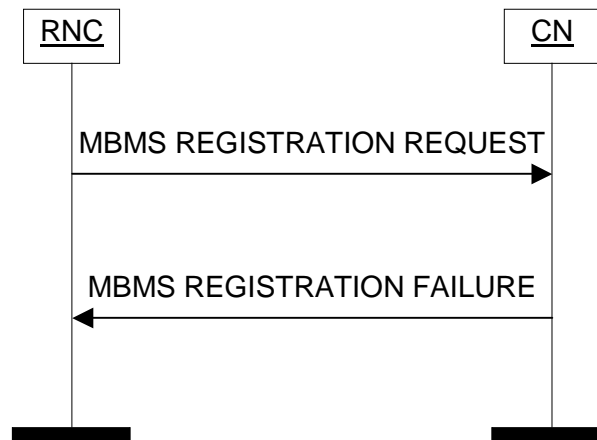 RNC
CN
MBMS REGISTRATION REQUEST
MBMS REGISTRATION FAILURE